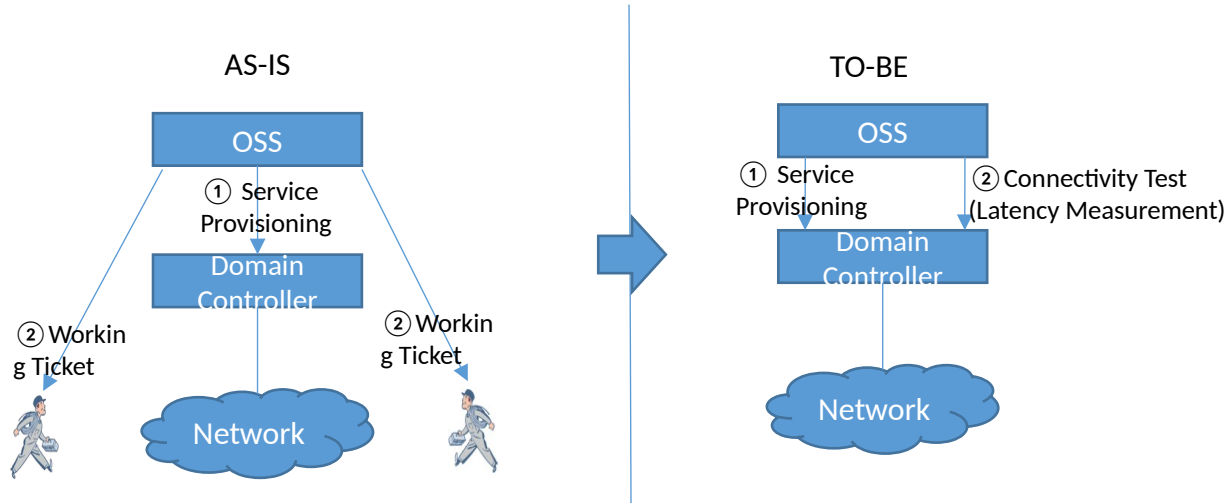 AS-IS
OSS
① Service
Provisioning
Domain
Controller
② Workin
g Ticket
② Workin
g Ticket
Network
TO-BE
OSS
① Service
Provisioning
② Connectivity Test
(Latency Measurement)
Domain
Controller
Network